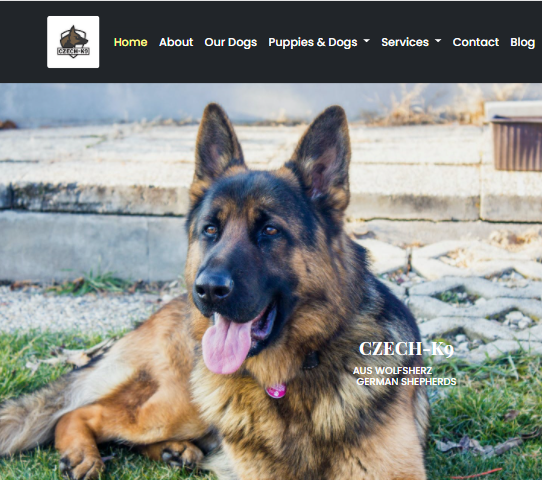 CZECH-K9
Home About Our Dogs Puppies & Dogs Services Contact Blog
CZECH-K9
AUS WOLFSHERZ
GERMAN SHEPHERDS